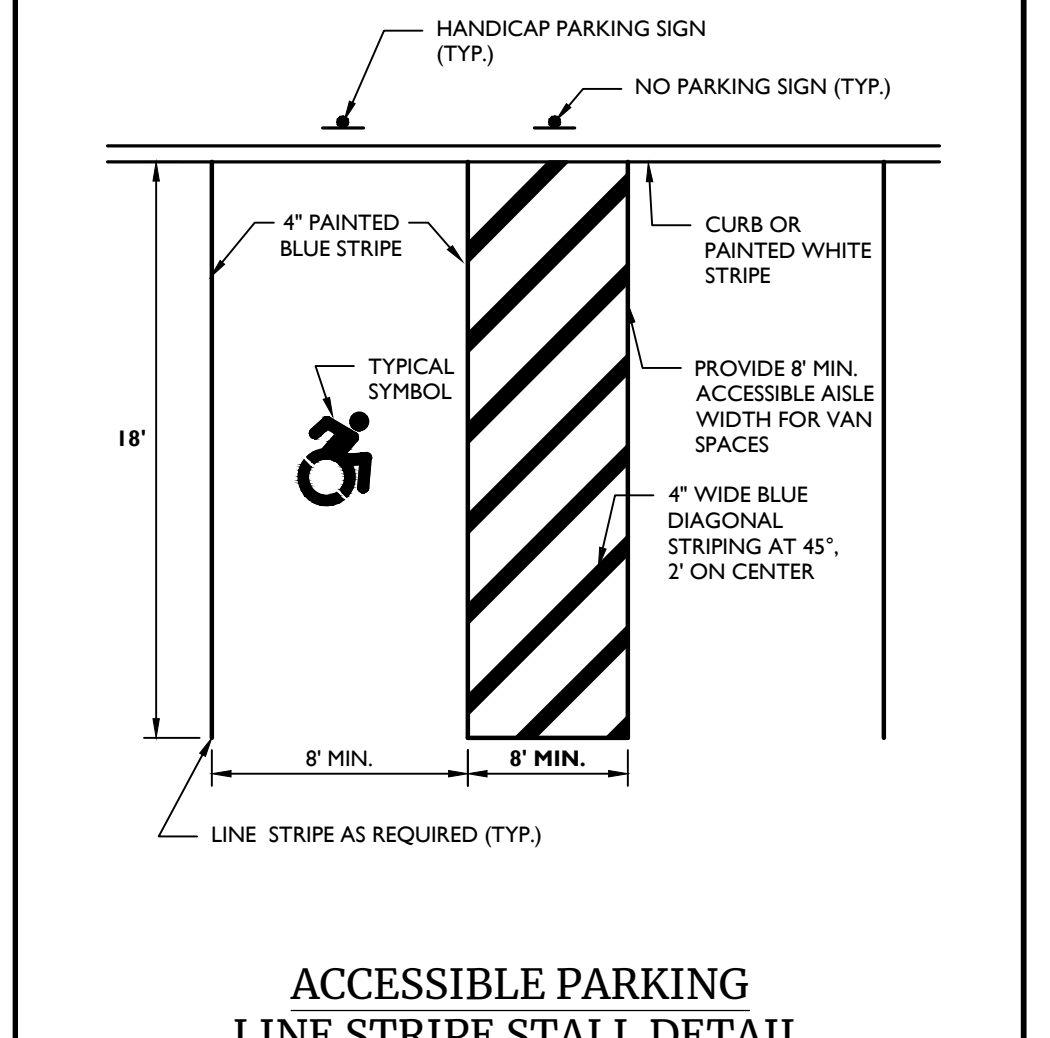 HANDICAP PARKING SIGN
(TYP.)
NO PARKING SIGN (TYP.)
4" PAINTED
BLUE STRIPE
CURB OR
PAINTED WHITE
STRIPE
TYPICAL
SYMBOL
PROVIDE 8' MIN.
ACCESSIBLE AISLE
WIDTH FOR VAN
SPACES
18'
4" WIDE BLUE
DIAGONAL
STRIPING AT 45°,
2' ON CENTER
8' MIN.
8' MIN.
LINE STRIPE AS REQUIRED (TYP.)
ACCESSIBLE PARKING
LINE STRIPE STALL DETAIL